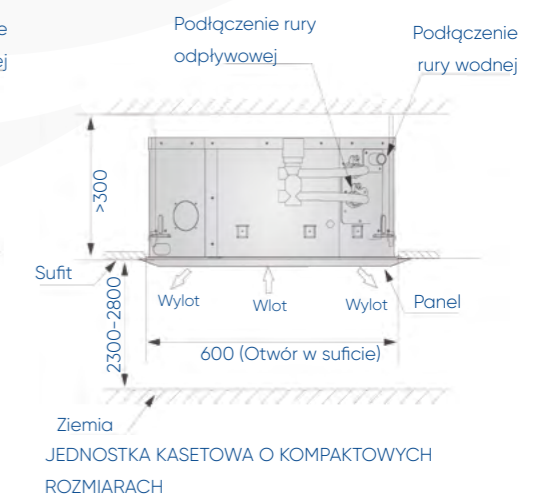 Podłączenie rury
odpływowej
Podłączenie
rury wodnej
>300
Sufit
Wylot
Wlot
Wylot
Panel
2300-2800
600 (Otwór w suficie)
Ziemia
JEDNOSTKA KASETOWA O KOMPAKTOWYCH
ROZMIARACH